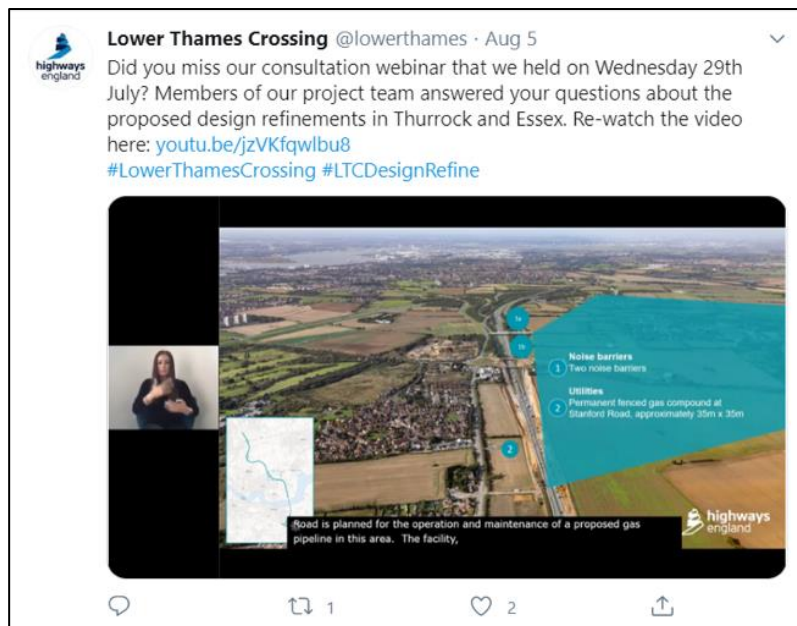 Lower Thames Crossing @lowerthames · Aug 5
highways
england
Did you miss our consultation webinar that we held on Wednesday 29th
July? Members of our project team answered your questions about the
proposed design refinements in Thurrock and Essex. Re-watch the video
here: youtu.be/jzVKfqwlbu8
#LowerThamesCrossing #LTCDesignRefine
1a
1b
Noise barriers
1 Two noise barriers
Utilities
2 Permanent fenced gas compound at
Stanford Road, approximately 35m x 35m
2
Road is planned for the operation and maintenance of a proposed gas
pipeline in this area. The facility,
highways
england
1 2